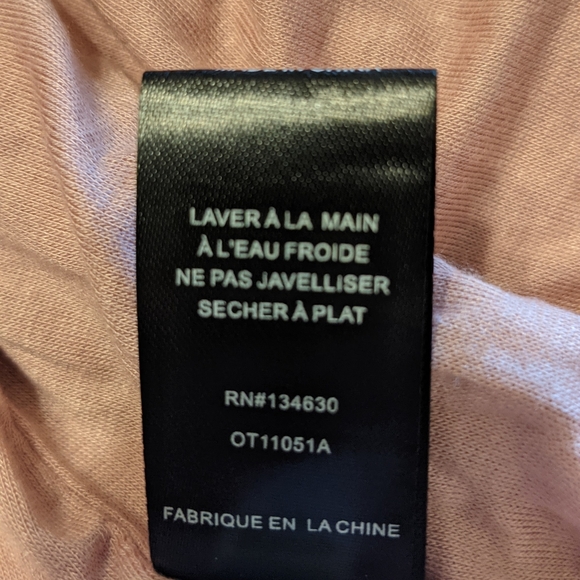 LAVER À LA MAIN
À L'EAU FROIDE
NE PAS JAVELLISER
SECHER À PLAT
RN#134630
OT11051A
FABRIQUE EN LA CHINE